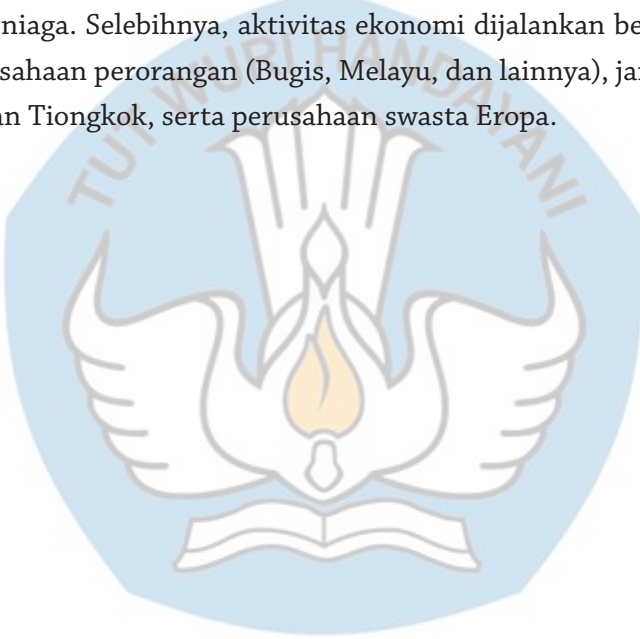 niaga. Selebihnya, aktivitas ekonomi dijalankan be
sahaan perorangan (Bugis, Melayu, dan lainnya), ja
n Tiongkok, serta perusahaan swasta Eropa.
TUT WURI HANDAYANI